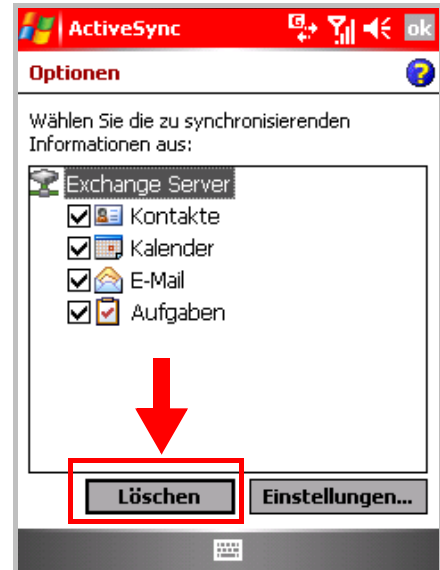 ActiveSync G ok
Optionen ?
Wählen Sie die zu synchronisierenden
Informationen aus:
Exchange Server
Kontakte
Kalender
E-Mail
Aufgaben
Löschen Einstellungen...